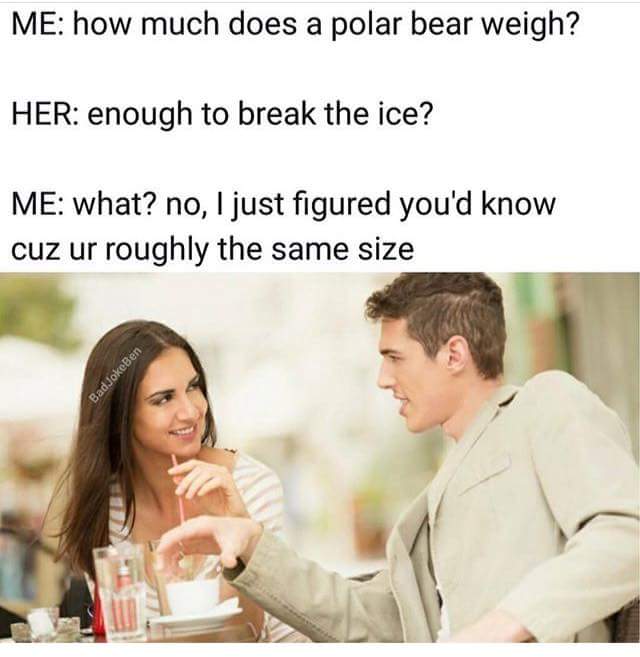 ME: how much does a polar bear weigh?
HER: enough to break the ice?
ME: what? no, I just figured you'd know
cuz ur roughly the same size
BadJokeBen